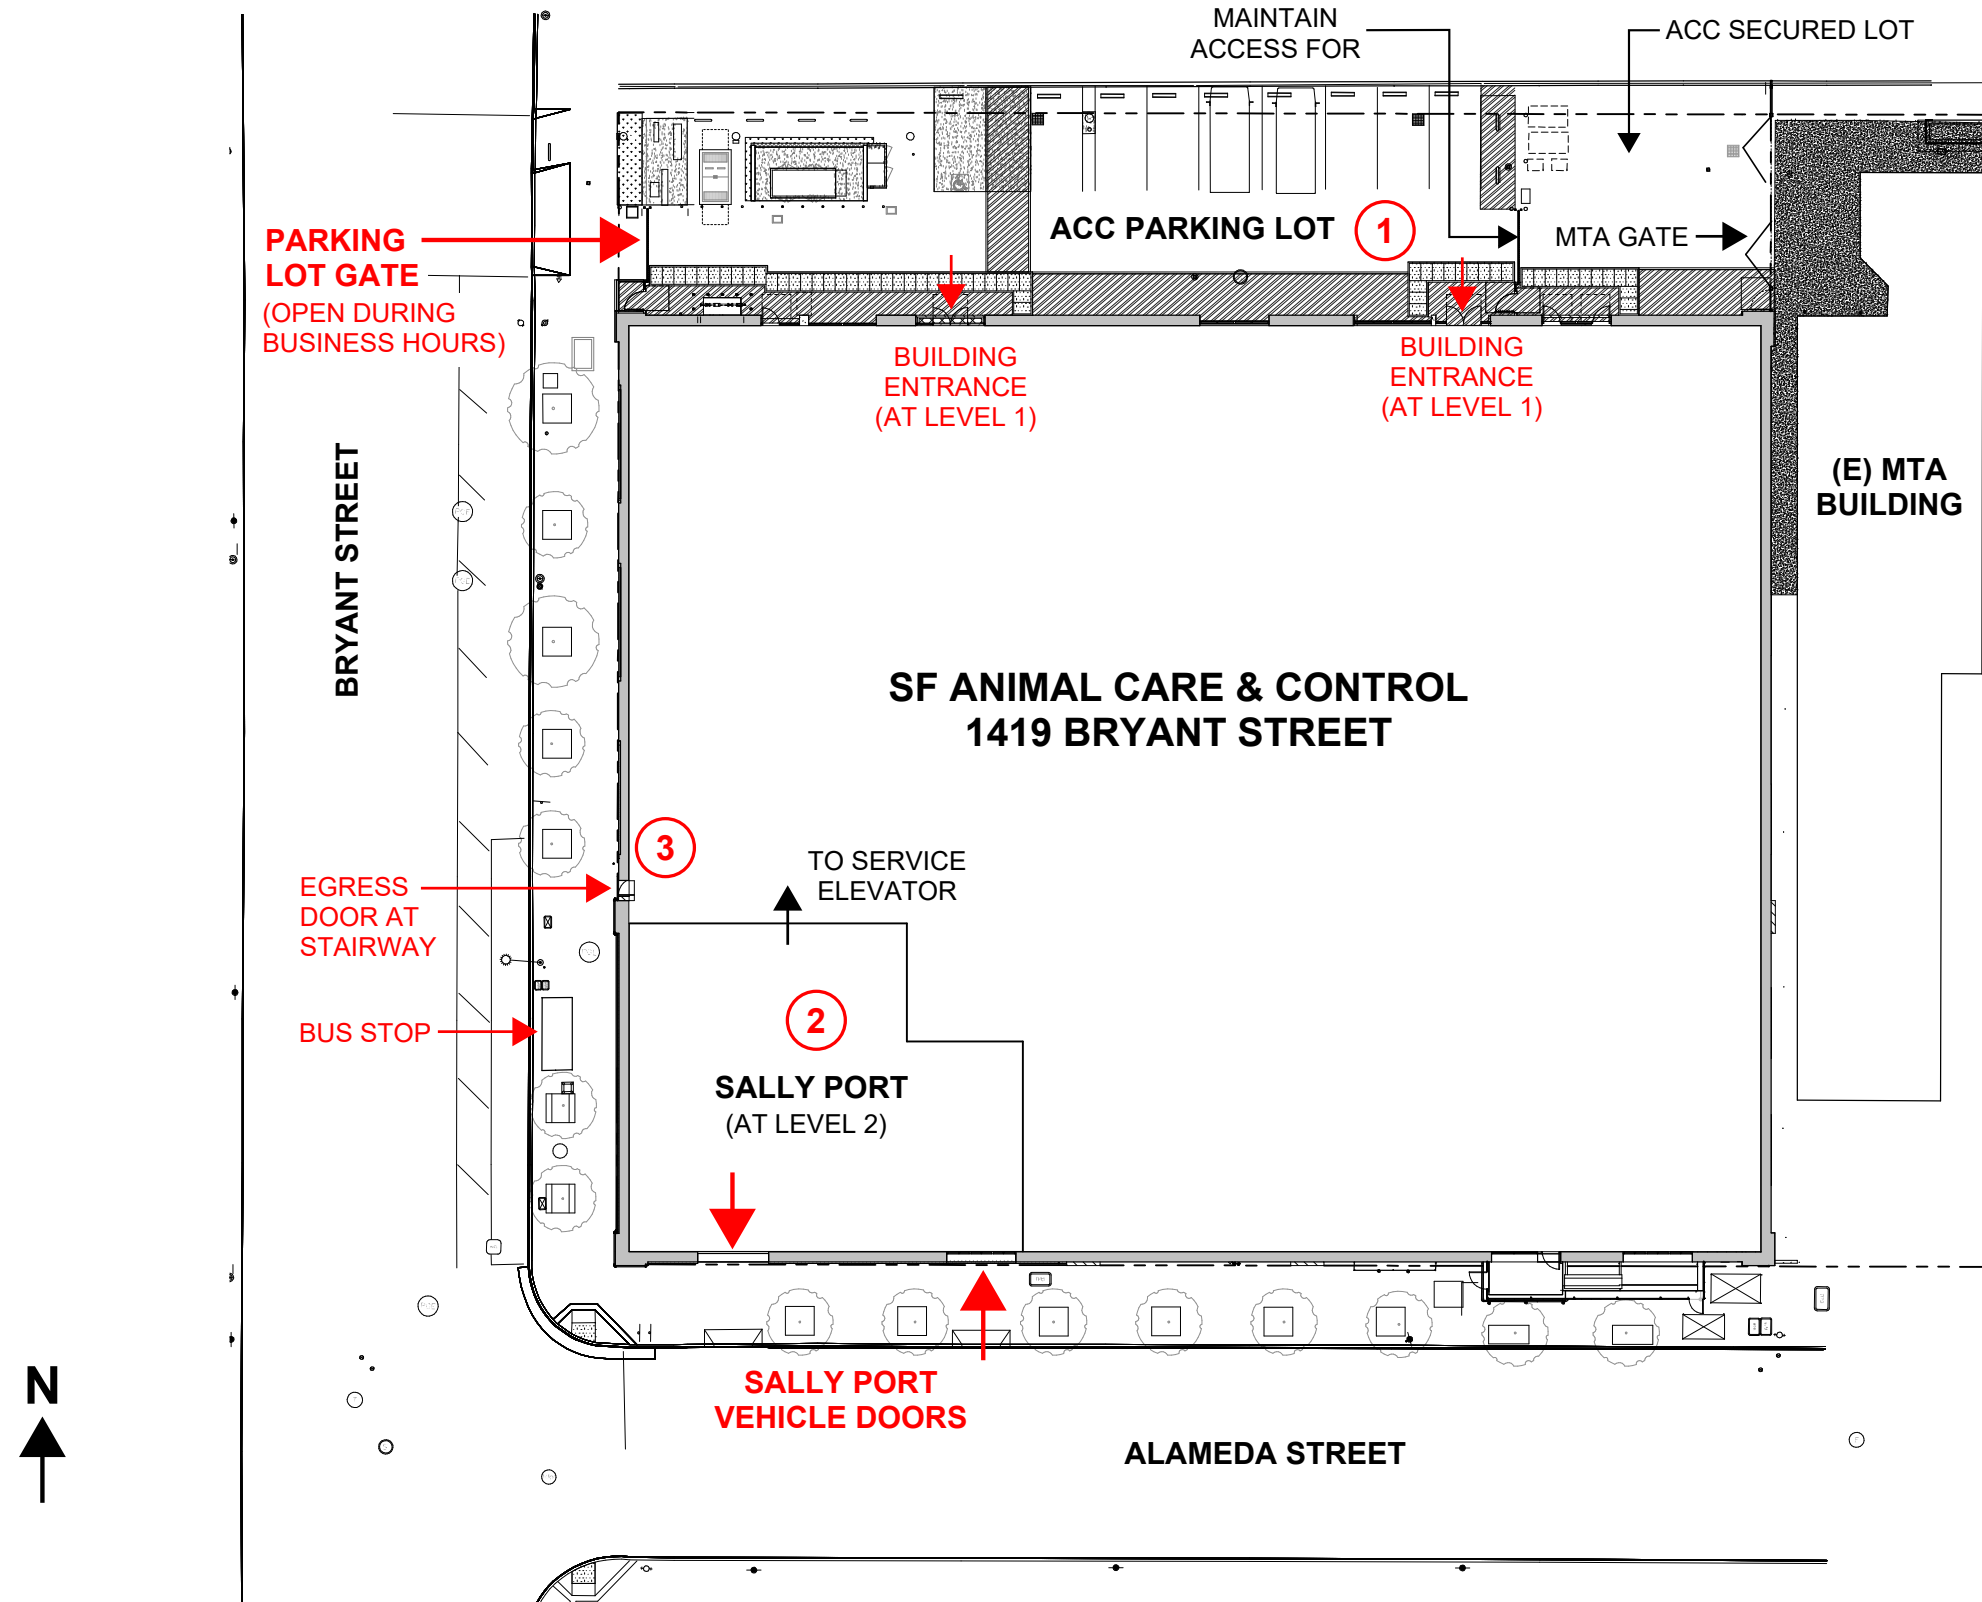 MAINTAIN
ACCESS FOR
ACC SECURED LOT
PARKING
LOT GATE
(OPEN DURING
BUSINESS HOURS)
ACC PARKING LOT
1
MTA GATE
BUILDING
ENTRANCE
(AT LEVEL 1)
BUILDING
ENTRANCE
(AT LEVEL 1)
BRYANT STREET
(E) MTA
BUILDING
SF ANIMAL CARE & CONTROL
1419 BRYANT STREET
3
TO SERVICE
ELEVATOR
EGRESS
DOOR AT
STAIRWAY
BUS STOP
2
SALLY PORT
(AT LEVEL 2)
SALLY PORT
VEHICLE DOORS
ALAMEDA STREET
N